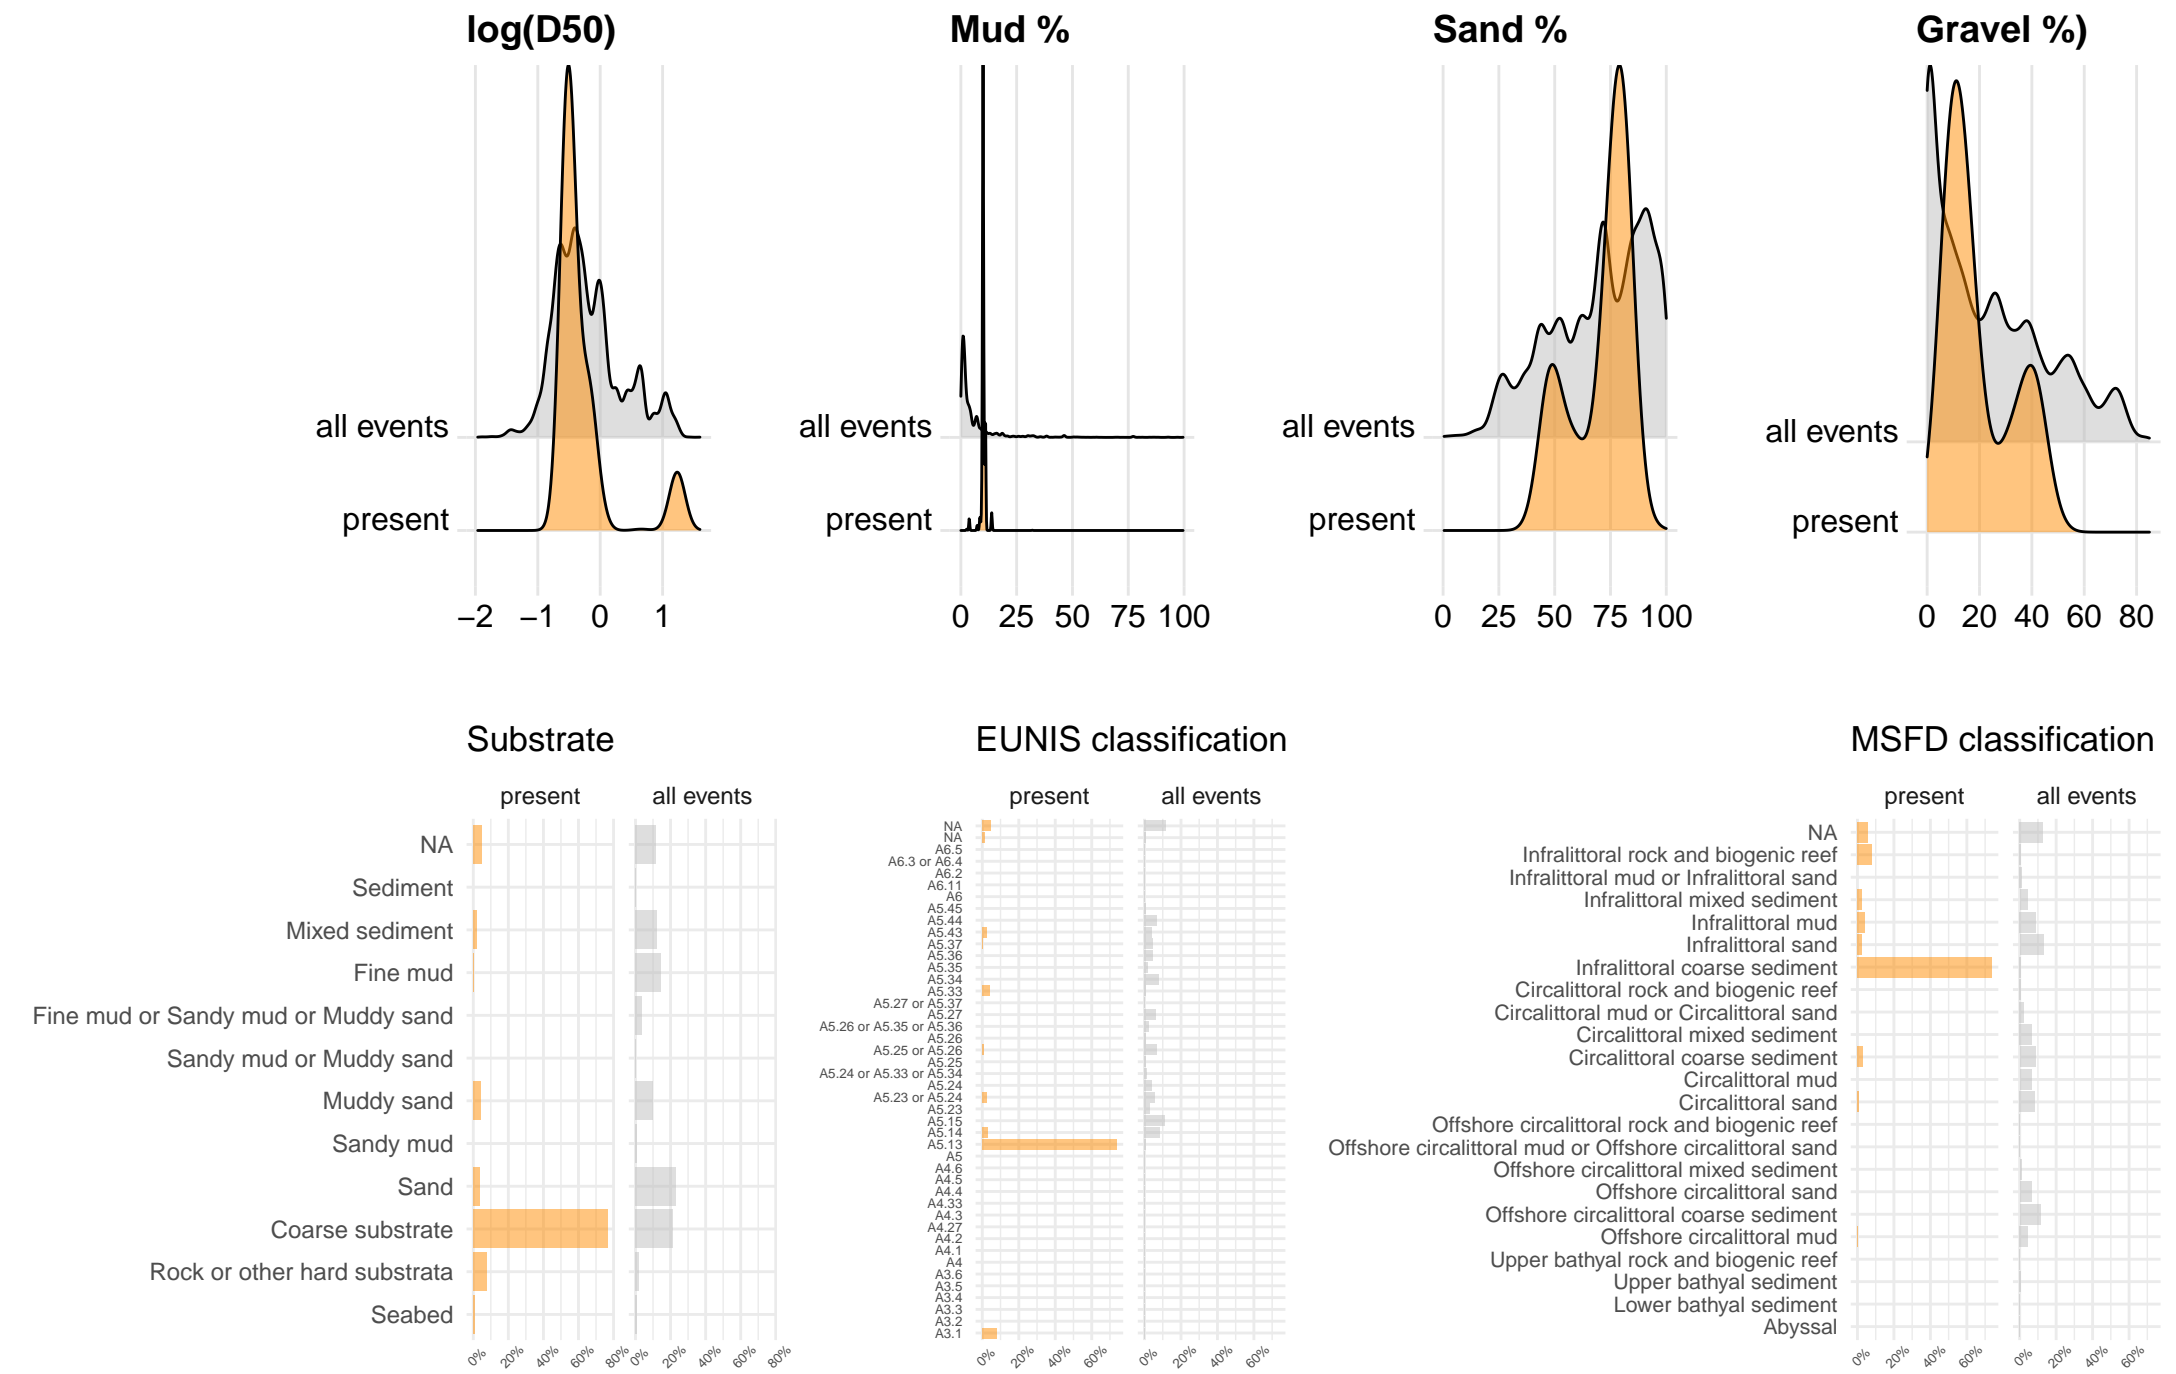 log(D50)
all events
present
−2 −1 0 1
Mud %
all events
present
0 25 50 75 100
Sand %
all events
present
0 25 50 75 100
Gravel %)
all events
present
0 20 40 60 80
Substrate
present all events
NA
Sediment
Mixed sediment
Fine mud
Fine mud or Sandy mud or Muddy sand
Sandy mud or Muddy sand
Muddy sand
Sandy mud
Sand
Coarse substrate
Rock or other hard substrata
Seabed
0% 20% 40% 60% 80% 0% 20% 40% 60% 80%
EUNIS classification
present all events
NA
NA
A6.5
A6.3 or A6.4
A6.2
A6.11
A6
A5.45
A5.44
A5.43
A5.37
A5.36
A5.35
A5.34
A5.33
A5.27 or A5.37
A5.27
A5.26 or A5.35 or A5.36
A5.26
A5.25 or A5.26
A5.25
A5.24 or A5.33 or A5.34
A5.24
A5.23 or A5.24
A5.23
A5.15
A5.14
A5.13
A5
A4.6
A4.5
A4.4
A4.33
A4.3
A4.27
A4.2
A4.1
A4
A3.6
A3.5
A3.4
A3.3
A3.2
A3.1
0% 20% 40% 60% 0% 20% 40% 60%
MSFD classification
present all events
NA
Infralittoral rock and biogenic reef
Infralittoral mud or Infralittoral sand
Infralittoral mixed sediment
Infralittoral mud
Infralittoral sand
Infralittoral coarse sediment
Circalittoral rock and biogenic reef
Circalittoral mud or Circalittoral sand
Circalittoral mixed sediment
Circalittoral coarse sediment
Circalittoral mud
Circalittoral sand
Offshore circalittoral rock and biogenic reef
Offshore circalittoral mud or Offshore circalittoral sand
Offshore circalittoral mixed sediment
Offshore circalittoral sand
Offshore circalittoral coarse sediment
Offshore circalittoral mud
Upper bathyal rock and biogenic reef
Upper bathyal sediment
Lower bathyal sediment
Abyssal
0% 20% 40% 60% 0% 20% 40% 60%